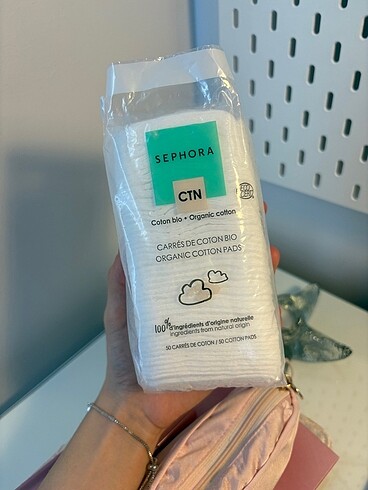 SEPHORA
CTN
Coton bio + Organic cotton
CARRÉS DE COTON BIO
ORGANIC COTTON PADS
100% d'ingrédients d'origine naturelle
ingredients from natural origin
50 CARRÉS DE COTON / 50 COTTON PADS